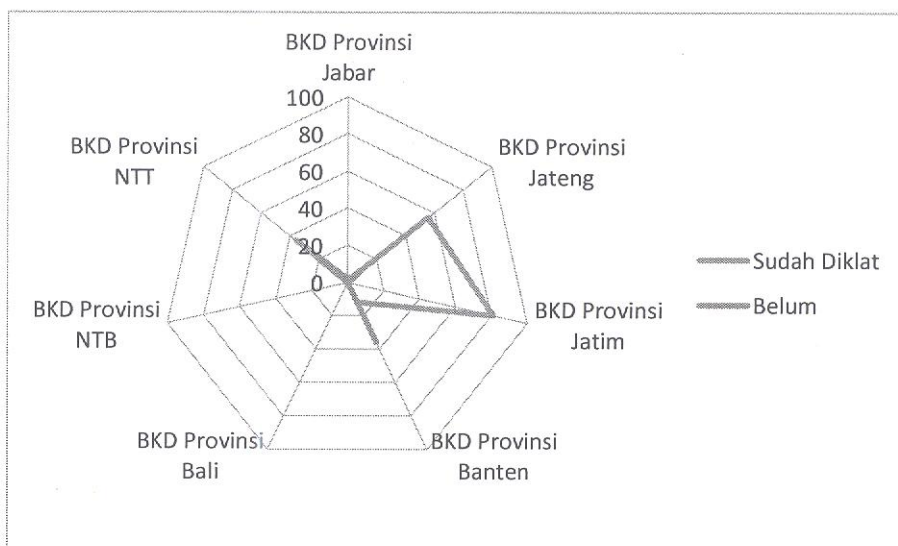 BKD Provinsi
Jabar
100
80
60
40
20
0
BKD Provinsi
Jateng
BKD Provinsi
Jatim
BKD Provinsi
Banten
BKD Provinsi
Bali
BKD Provinsi
NTB
BKD Provinsi
NTT
Sudah Diklat
Belum